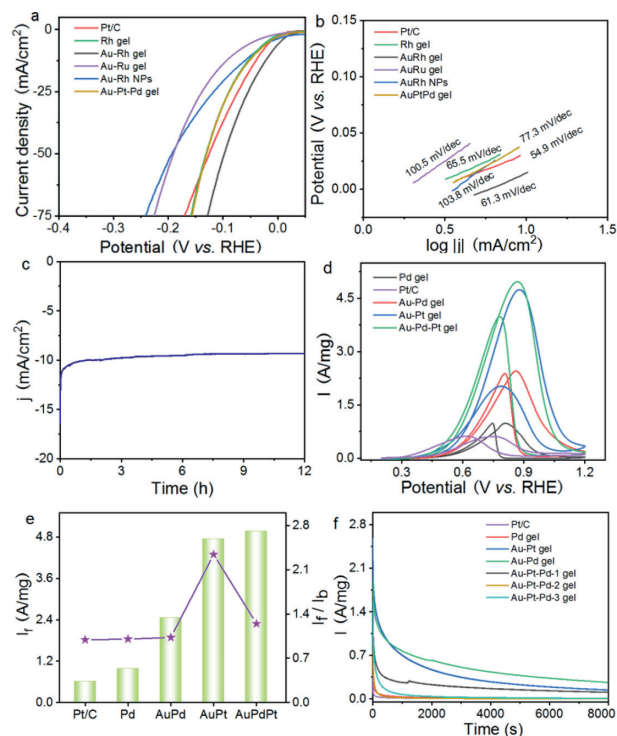 a
Pt/C
Rh gel
Au-Rh gel
Au-Ru gel
Au-Rh NPs
Au-Pt-Pd gel
Current density (mA/cm²)
0
-25
-50
-75
-0.4 -0.3 -0.2 -0.1 0.0
Potential (V vs. RHE)
b
Pt/C
Rh gel
AuRh gel
AuRu gel
AuRh NPs
AuPtPd gel
Potential (V vs. RHE)
0.15
0.10
0.05
0.00
100.5 mV/dec
65.5 mV/dec
77.3 mV/dec
54.9 mV/dec
103.8 mV/dec
61.3 mV/dec
0.0 0.5 1.0 1.5
log |j| (mA/cm²)
c
j (mA/cm²)
0
-5
-10
-15
-20
0 3 6 9 12
Time (h)
d
Pd gel
Pt/C
Au-Pd gel
Au-Pt gel
Au-Pd-Pt gel
I (A/mg)
4.5
3.0
1.5
0.0
0.3 0.6 0.9 1.2
Potential (V vs. RHE)
e
If (A/mg)
4.8
3.6
2.4
1.2
0.0
2.8
2.1
1.4
0.7
0.0
If / Ib
Pt/C Pd AuPd AuPt AuPdPt
f
Pt/C
Pd gel
Au-Pt gel
Au-Pd gel
Au-Pt-Pd-1 gel
Au-Pt-Pd-2 gel
Au-Pt-Pd-3 gel
I (A/mg)
2.8
2.1
1.4
0.7
0.0
0 2000 4000 6000 8000
Time (s)